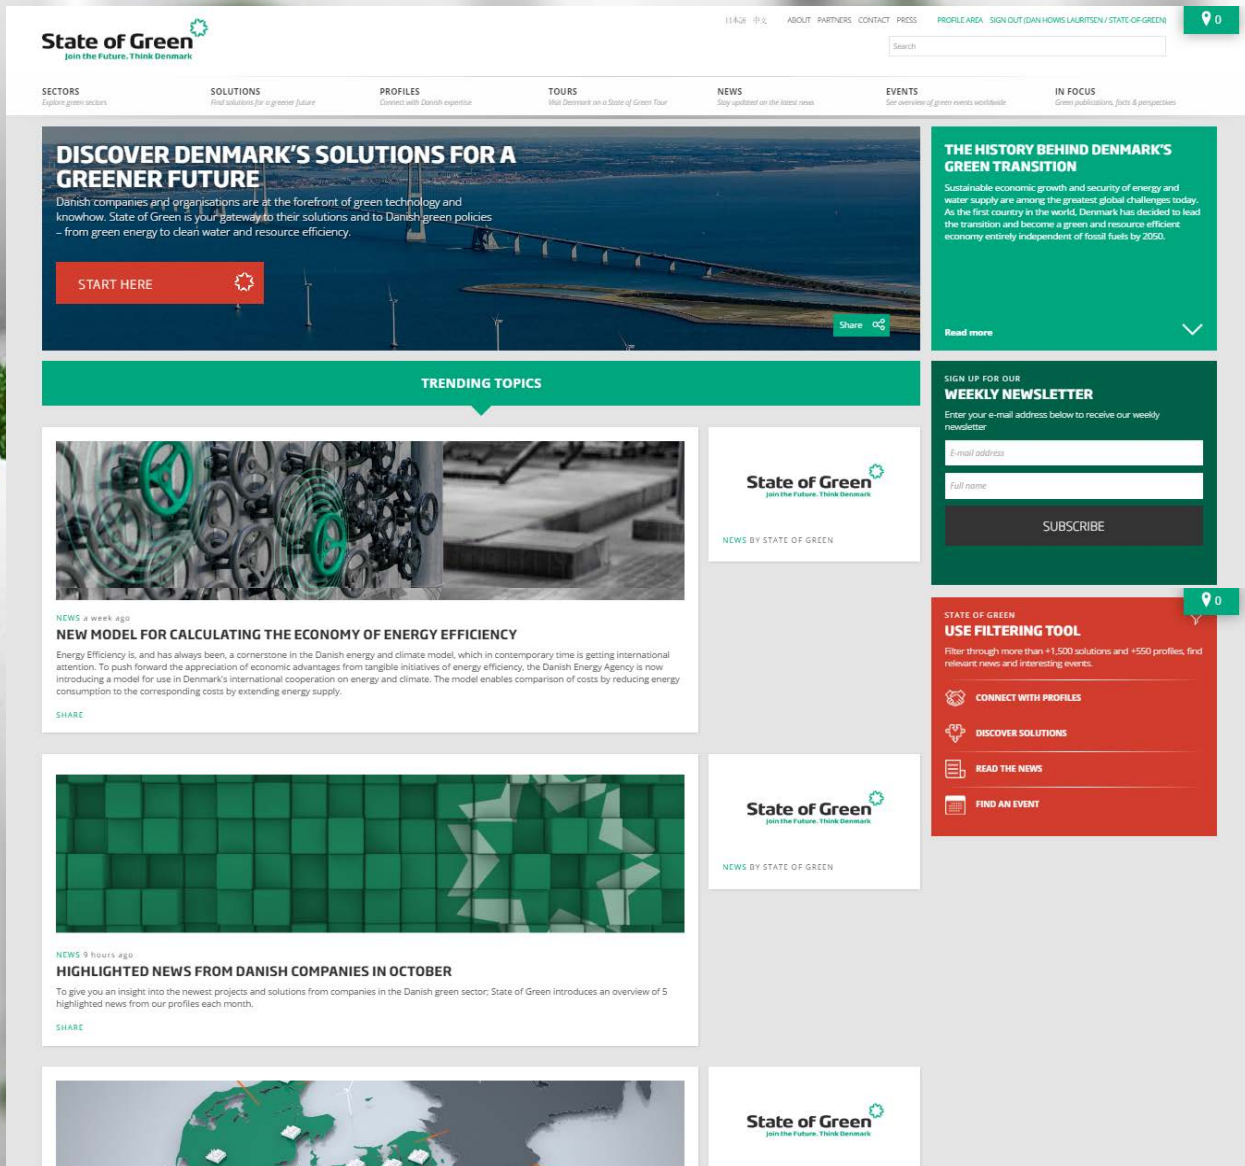 State of Green
Join the Future. Think Denmark
日本語 中文 ABOUT PARTNERS CONTACT PRESS PROFILE AREA SIGN OUT (DAN HOWIS LAURITSEN / STATE-OF-GREEN)
0
Search
SECTORS
Explore green sectors
SOLUTIONS
Find solutions for a greener future
PROFILES
Connect with Danish expertise
TOURS
Visit Denmark on a State of Green Tour
NEWS
Stay updated on the latest news
EVENTS
See overview of green events worldwide
IN FOCUS
Green publications, facts & perspectives
DISCOVER DENMARK'S SOLUTIONS FOR A
GREENER FUTURE
Danish companies and organisations are at the forefront of green technology and
knowhow. State of Green is your gateway to their solutions and to Danish green policies
– from green energy to clean water and resource efficiency.
START HERE
Share
THE HISTORY BEHIND DENMARK'S
GREEN TRANSITION
Sustainable economic growth and security of energy and
water supply are among the greatest global challenges today.
As the first country in the world, Denmark has decided to lead
the transition and become a green and resource efficient
economy entirely independent of fossil fuels by 2050.
Read more
TRENDING TOPICS
NEWS a week ago
NEW MODEL FOR CALCULATING THE ECONOMY OF ENERGY EFFICIENCY
Energy Efficiency is, and has always been, a cornerstone in the Danish energy and climate model, which in contemporary time is getting international
attention. To push forward the appreciation of economic advantages from tangible initiatives of energy efficiency, the Danish Energy Agency is now
introducing a model for use in Denmark's international cooperation on energy and climate. The model enables comparison of costs by reducing energy
consumption to the corresponding costs by extending energy supply.
SHARE
State of Green
Join the Future. Think Denmark
NEWS BY STATE OF GREEN
SIGN UP FOR OUR
WEEKLY NEWSLETTER
Enter your e-mail address below to receive our weekly
newsletter
E-mail address
Full name
SUBSCRIBE
0
STATE OF GREEN
USE FILTERING TOOL
Filter through more than +1,500 solutions and +550 profiles, find
relevant news and interesting events.
CONNECT WITH PROFILES
DISCOVER SOLUTIONS
READ THE NEWS
FIND AN EVENT
NEWS 9 hours ago
HIGHLIGHTED NEWS FROM DANISH COMPANIES IN OCTOBER
To give you an insight into the newest projects and solutions from companies in the Danish green sector; State of Green introduces an overview of 5
highlighted news from our profiles each month.
SHARE
State of Green
Join the Future. Think Denmark
NEWS BY STATE OF GREEN
State of Green
Join the Future. Think Denmark